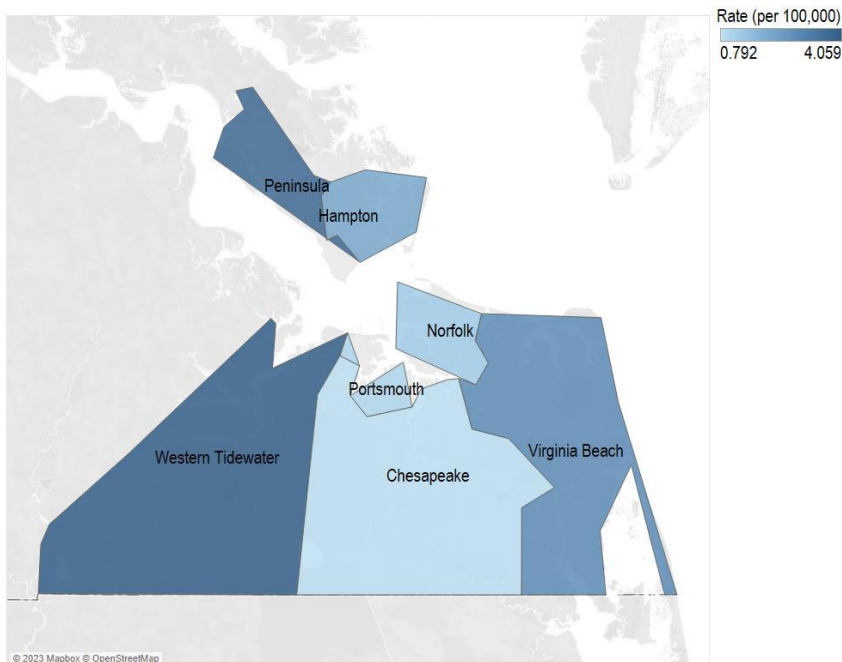 Rate (per 100,000)
0.792 4.059
Peninsula
Hampton
Norfolk
Portsmouth
Virginia Beach
Western Tidewater
Chesapeake
© 2023 Mapbox © OpenStreetMap